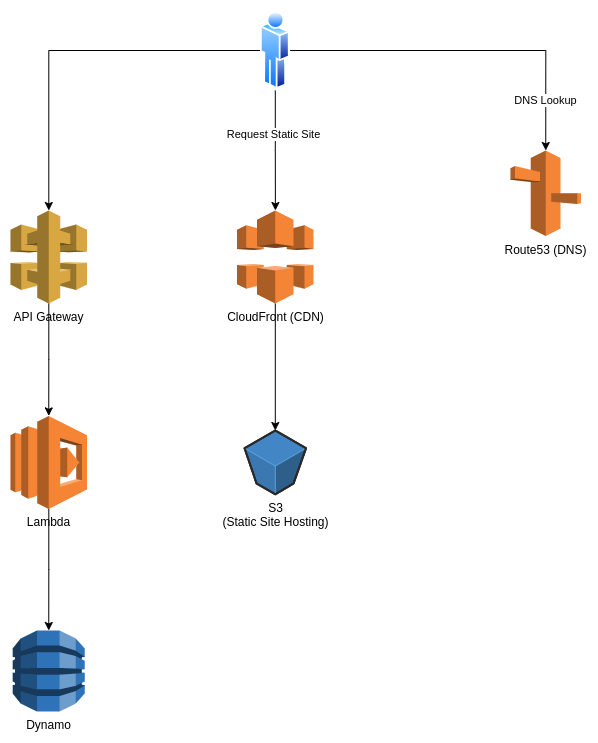 DNS Lookup
Request Static Site
Route53 (DNS)
API Gateway
CloudFront (CDN)
Lambda
S3
(Static Site Hosting)
Dynamo